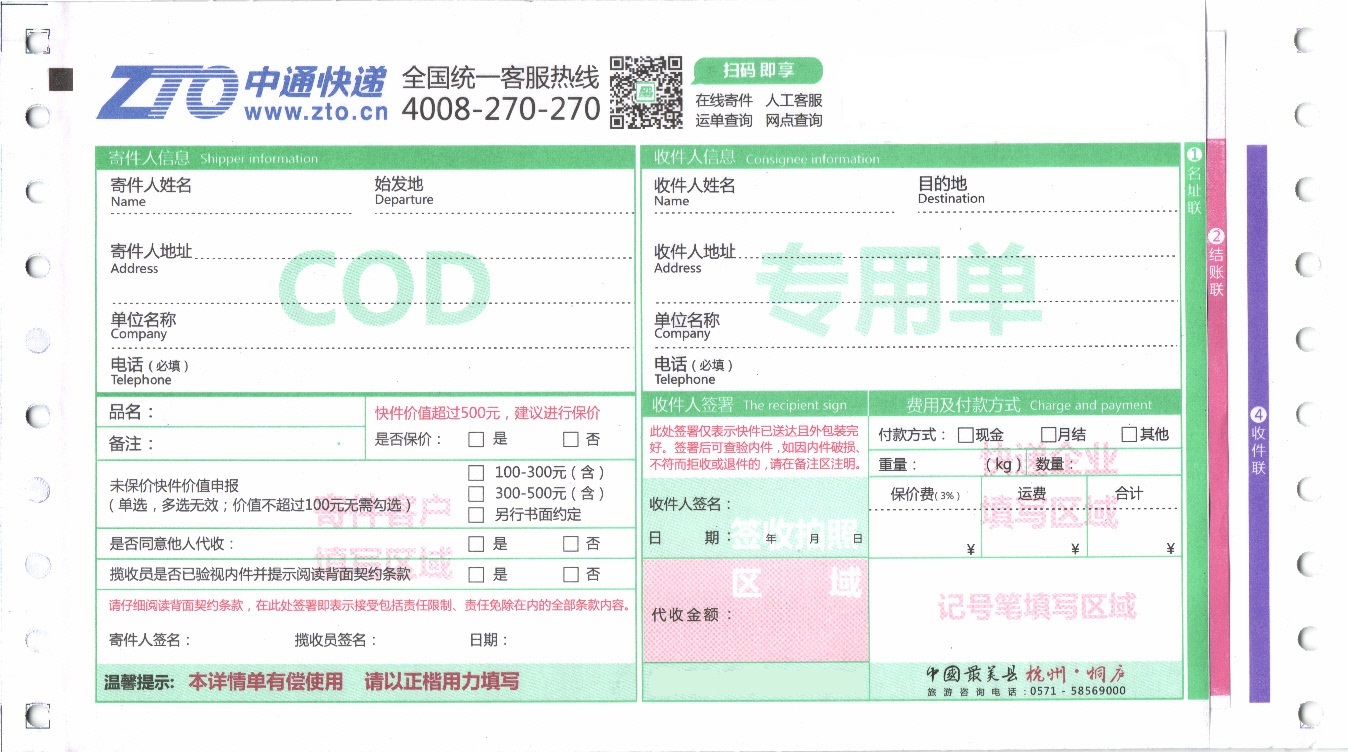 ZTO 中通快递
www.zto.cn
全国统一客服热线
4008-270-270
扫码即享
在线寄件 人工客服
运单查询 网点查询
寄件人信息 Shipper information
寄件人姓名
Name
始发地
Departure
寄件人地址
Address
COD
单位名称
Company
电话(必填)
Telephone
品名：
备注：
快件价值超过500元，建议进行保价
是否保价： 是 否
未保价快件价值申报
(单选，多选无效；价值不超过100元无需勾选)
100-300元(含)
300-500元(含)
另行书面约定
寄件客户
填写区域
是否同意他人代收： 是 否
揽收员是否已验视内件并提示阅读背面契约条款 是 否
请仔细阅读背面契约条款，在此处签署即表示接受包括责任限制、责任免除在内的全部条款内容。
寄件人签名： 揽收员签名： 日期：
温馨提示: 本详情单有偿使用 请以正楷用力填写
收件人信息 Consignee information
收件人姓名
Name
目的地
Destination
收件人地址
Address
专用单
单位名称
Company
电话(必填)
Telephone
收件人签署 The recipient sign
此处签署仅表示快件已送达且外包装完
好。签署后可查验内件，如因内件破损、
不符而拒收或退件的，请在备注区注明。
收件人签名：
日 期： 年 月 日
签收拍照
区 域
代收金额：
费用及付款方式 Charge and payment
付款方式： 现金 月结 其他
重量： (kg) 数量：
快递企业
填写区域
保价费(3%) 运费 合计
¥ ¥ ¥
记号笔填写区域
中國最美县 杭州·桐庐
旅游咨询电话:0571-58569000
1 名址联
2 结账联
4 收件联